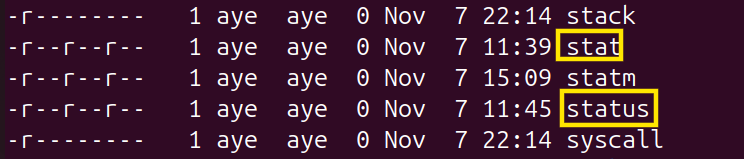 -r-------- 1 aye aye 0 Nov 7 22:14 stack
-r--r--r-- 1 aye aye 0 Nov 7 11:39 stat
-r--r--r-- 1 aye aye 0 Nov 7 15:09 statm
-r--r--r-- 1 aye aye 0 Nov 7 11:45 status
-r-------- 1 aye aye 0 Nov 7 22:14 syscall